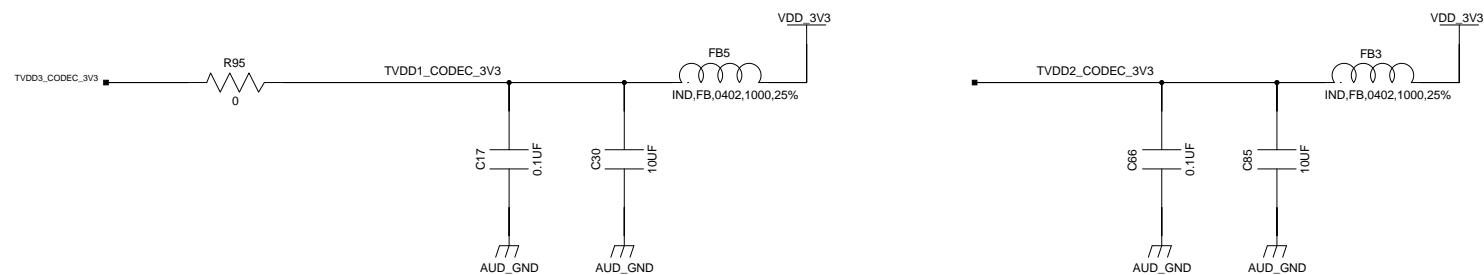 VDD_3V3
FB5
R95
TVDD3_CODEC_3V3
TVDD1_CODEC_3V3
0
IND,FB,0402,1000,25%
C17
0.1UF
C30
10UF
AUD_GND
AUD_GND
VDD_3V3
FB3
TVDD2_CODEC_3V3
IND,FB,0402,1000,25%
C66
0.1UF
C85
10UF
AUD_GND
AUD_GND